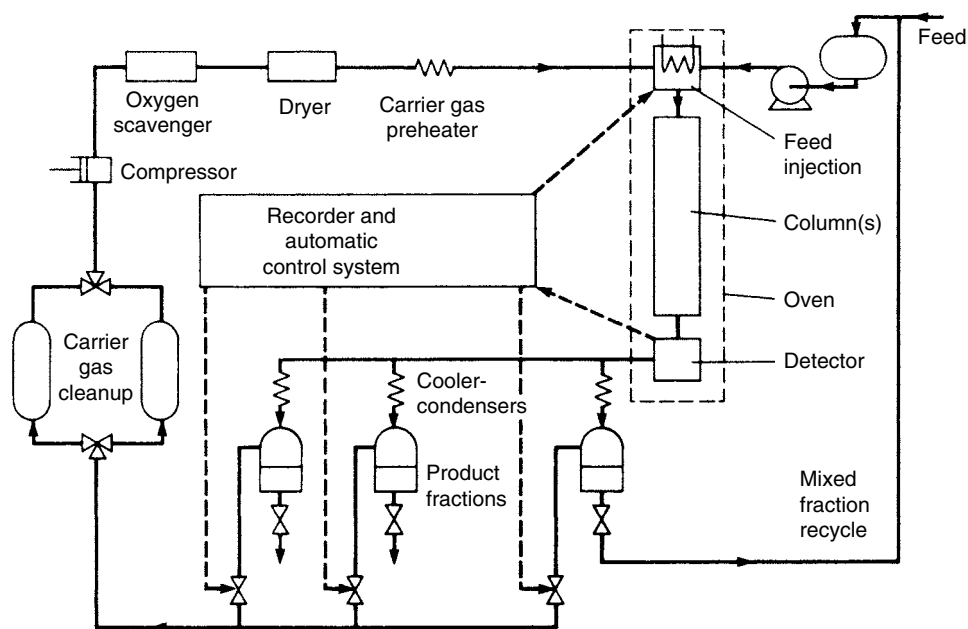 Feed
Oxygen
scavenger
Dryer
Carrier gas
preheater
Feed
injection
Compressor
Recorder and
automatic
control system
Column(s)
Oven
Carrier
gas
cleanup
Detector
Cooler-
condensers
Product
fractions
Mixed
fraction
recycle